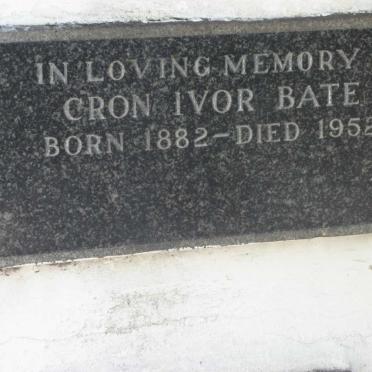 IN LOVING MEMORY
CRON IVOR BATE
BORN 1882-DIED 1952